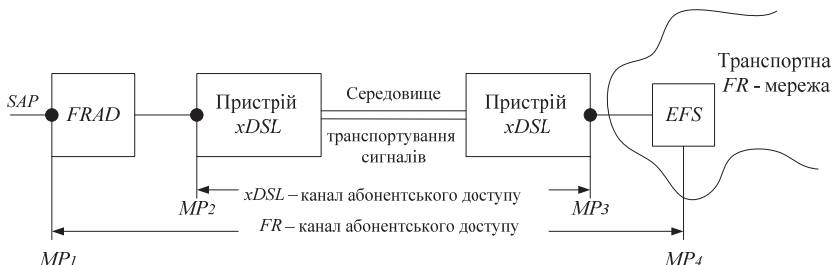 SAP
FRAD
Пристрій
xDSL
Середовище
транспортування
сигналів
Пристрій
xDSL
EFS
Транспортна
FR - мережа
MP2
xDSL – канал абонентського доступу
MP3
FR – канал абонентського доступу
MP1
MP4